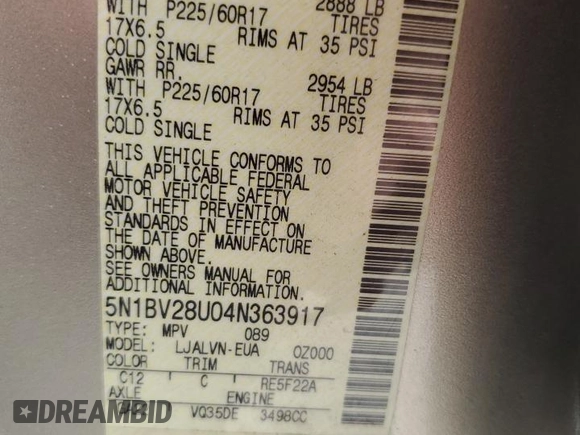 WITH P225/60R17 2888 LB
17X6.5 TIRES
COLD SINGLE RIMS AT 35 PSI
GAWR RR.
WITH P225/60R17 2954 LB
17X6.5 TIRES
COLD SINGLE RIMS AT 35 PSI
THIS VEHICLE CONFORMS TO
ALL APPLICABLE FEDERAL
MOTOR VEHICLE SAFETY
AND THEFT PREVENTION
STANDARDS IN EFFECT ON
THE DATE OF MANUFACTURE
SHOWN ABOVE.
SEE OWNERS MANUAL FOR
ADDITIONAL INFORMATION
5N1BV28U04N363917
TYPE: MPV 089
MODEL: LJALVN-EUA 0Z000
COLOR TRIM TRANS
C12 C RE5F22A
AXLE ENGINE
VQ35DE 3498CC
DREAMBID